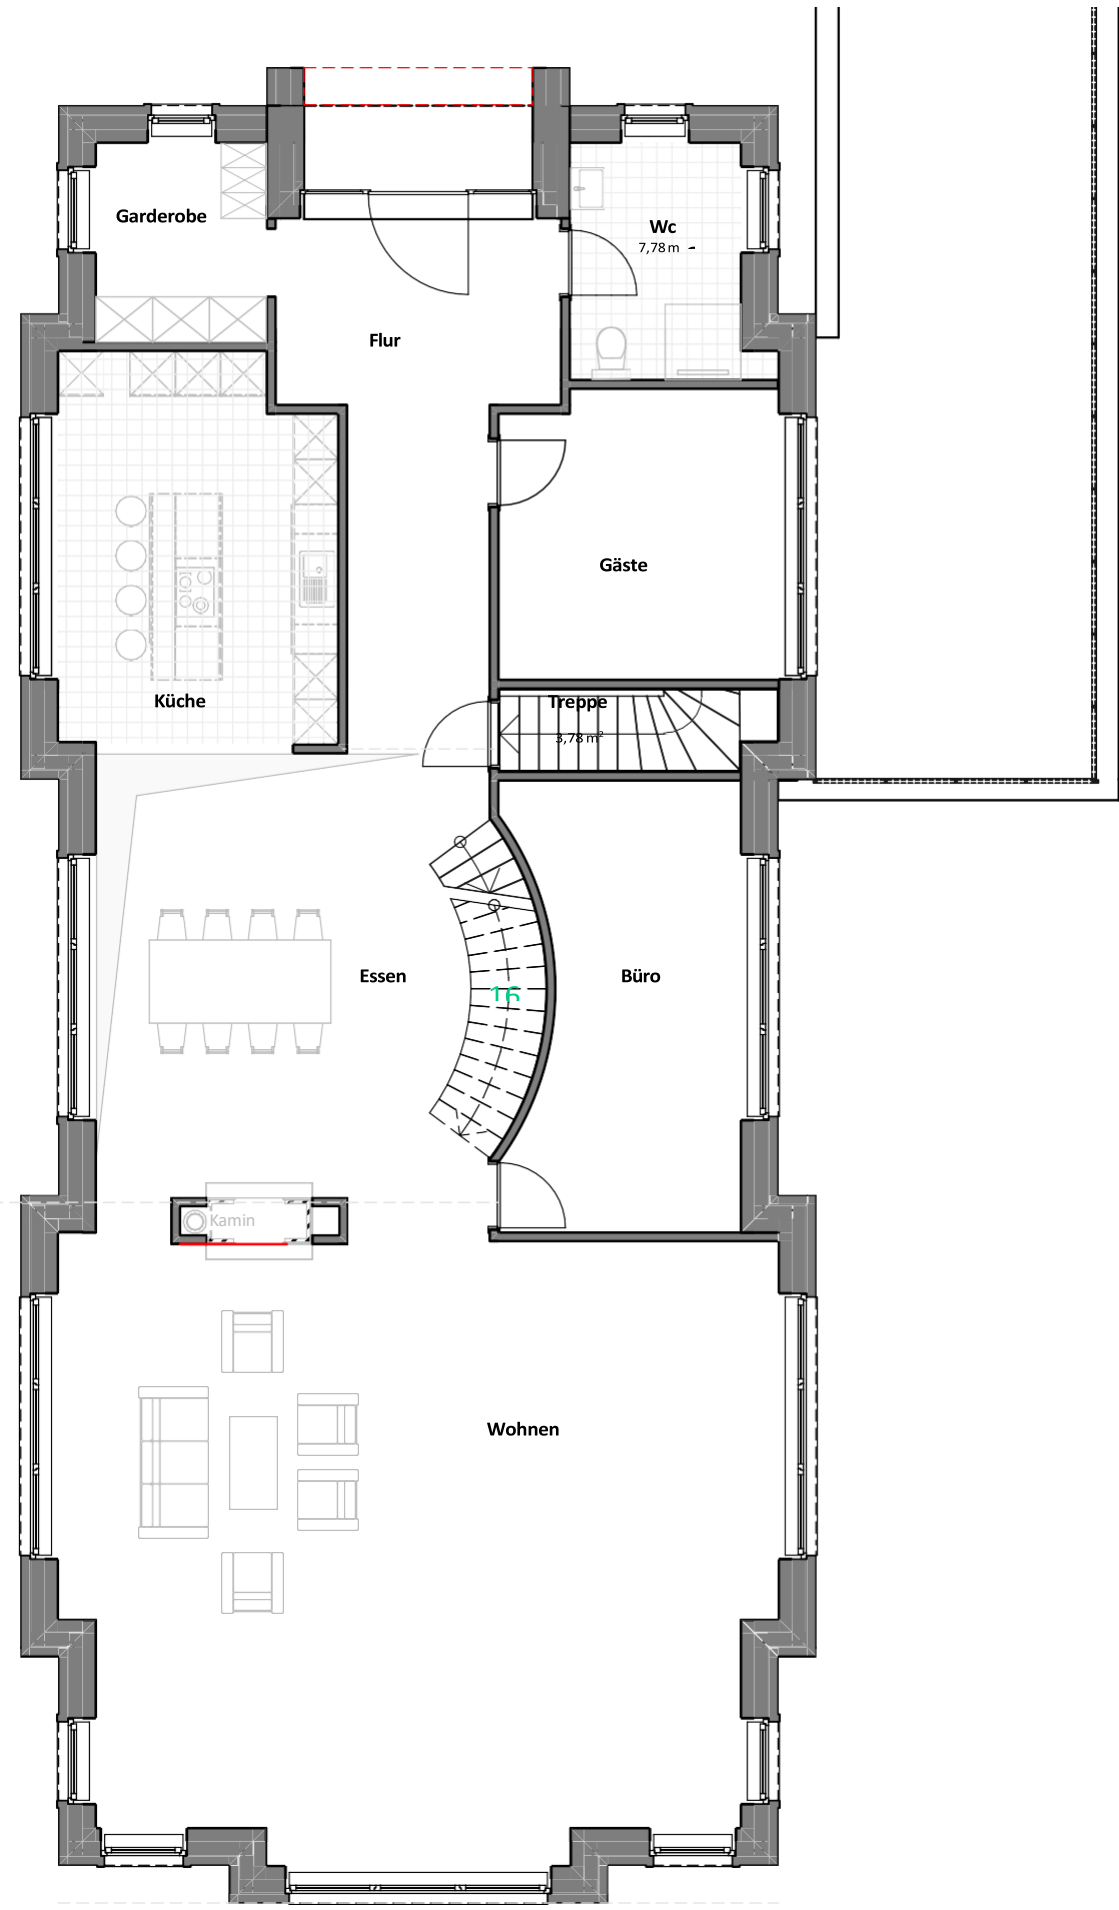 Garderobe
Wc
7,78 m
Flur
Gäste
Küche
Treppe
3,78 m²
Essen
Büro
16
Kamin
Wohnen